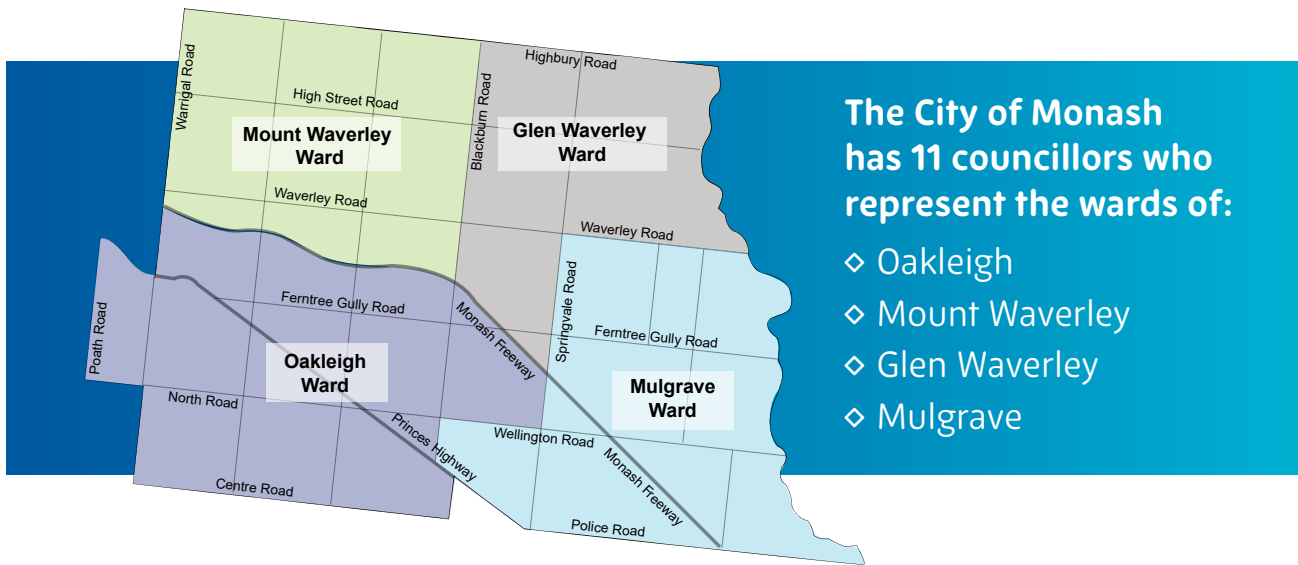 Highbury Road
Warrigal Road
High Street Road
Blackburn Road
Mount Waverley
Ward
Glen Waverley
Ward
Waverley Road
Waverley Road
Springvale Road
Poath Road
Ferntree Gully Road
Monash Freeway
Ferntree Gully Road
Oakleigh
Ward
Mulgrave
Ward
North Road
Princes Highway
Wellington Road
Monash Freeway
Centre Road
Police Road
The City of Monash
has 11 councillors who
represent the wards of:
◇ Oakleigh
◇ Mount Waverley
◇ Glen Waverley
◇ Mulgrave